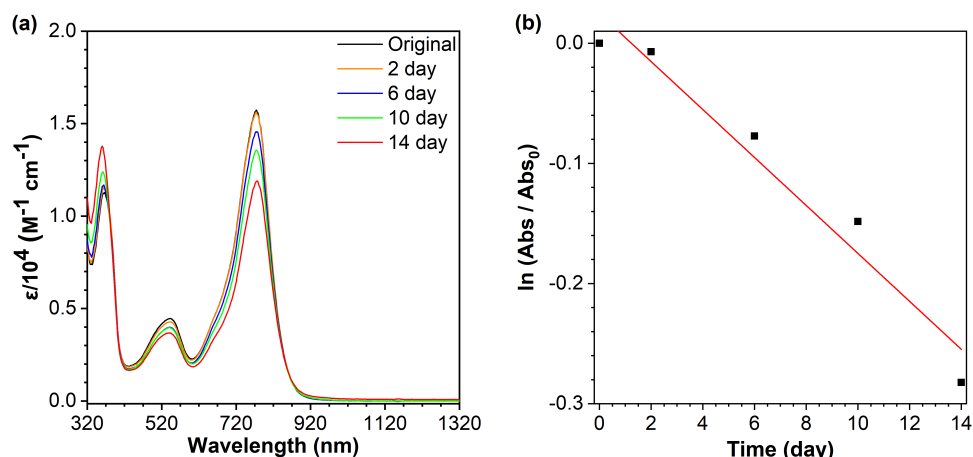 (a)
2.0
1.5
1.0
0.5
0.0
ε/10⁴ (M⁻¹ cm⁻¹)
Original
2 day
6 day
10 day
14 day
320 520 720 920 1120 1320
Wavelength (nm)
(b)
0.0
-0.1
-0.2
-0.3
ln (Abs / Abs₀)
0 2 4 6 8 10 12 14
Time (day)